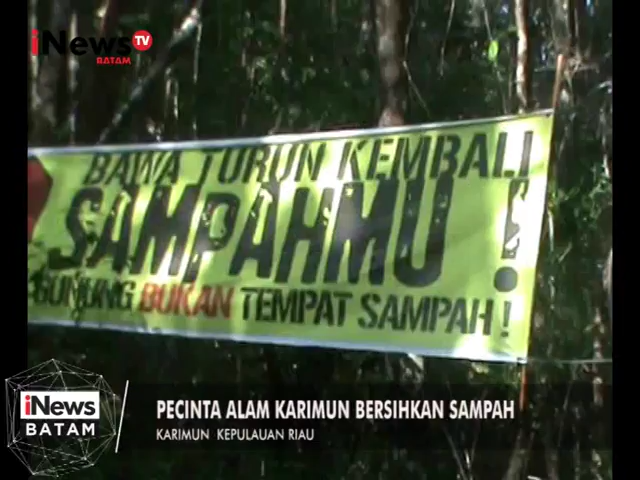 iNews TV
BATAM
BAWA TURUN KEMBALI
SAMPAHMU !
GUNUNG BUKAN TEMPAT SAMPAH !
iNews
BATAM
PECINTA ALAM KARIMUN BERSIHKAN SAMPAH
KARIMUN KEPULAUAN RIAU